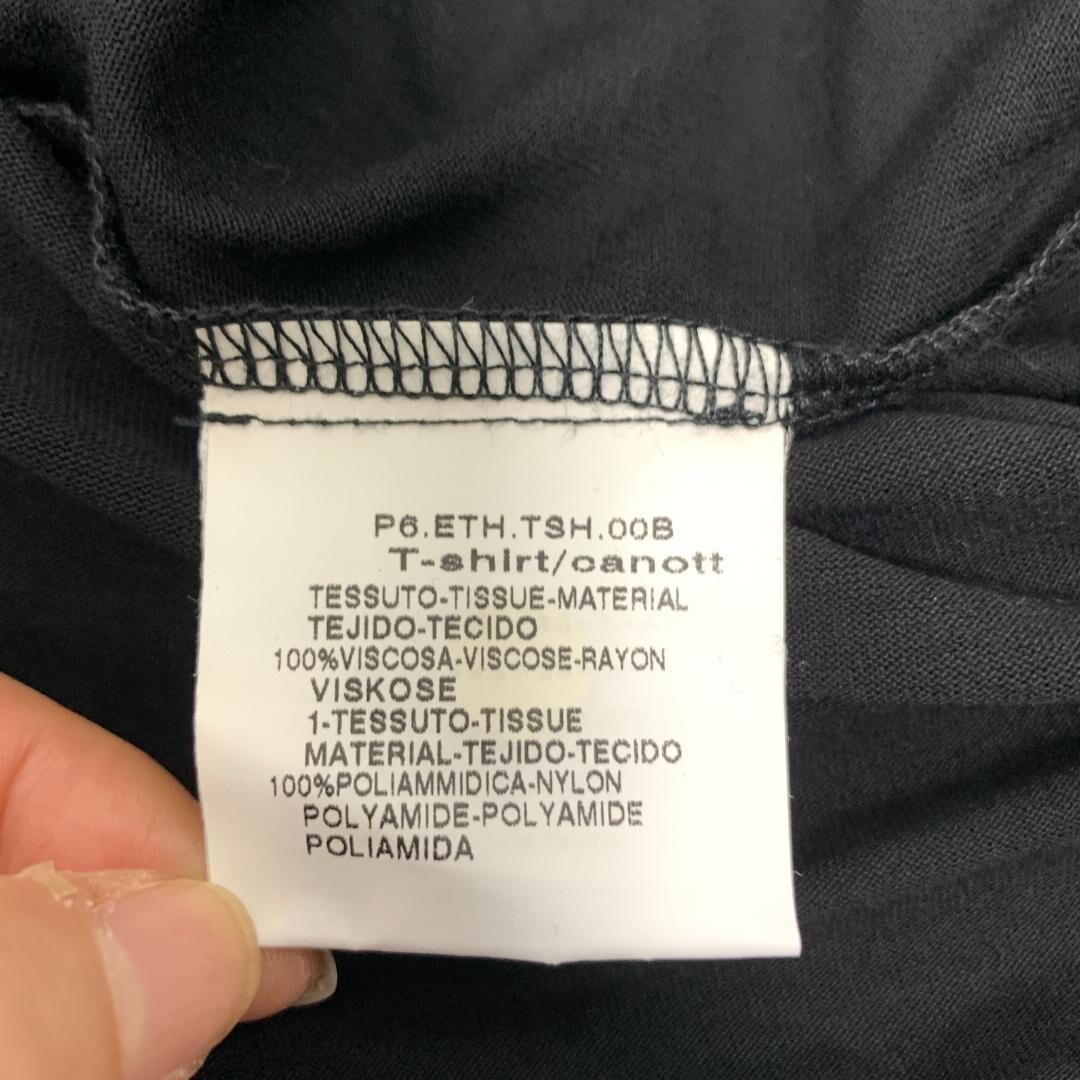 P6.ETH.TSH.00B
T-shirt/canott
TESSUTO-TISSUE-MATERIAL
TEJIDO-TECIDO
100%VISCOSA-VISCOSE-RAYON
VISKOSE
1-TESSUTO-TISSUE
MATERIAL-TEJIDO-TECIDO
100%POLIAMMIDICA-NYLON
POLYAMIDE-POLYAMIDE
POLIAMIDA